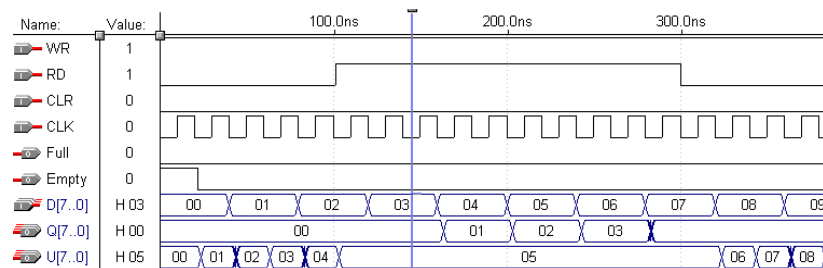 Name: Value: 100.0ns 200.0ns 300.0ns
WR 1
RD 1
CLR 0
CLK 0
Full 0
Empty 0
D[7..0] H 03 00 01 02 03 04 05 06 07 08 09
Q[7..0] H 00 00 01 02 03
U[7..0] H 05 00 01 02 03 04 05 06 07 08